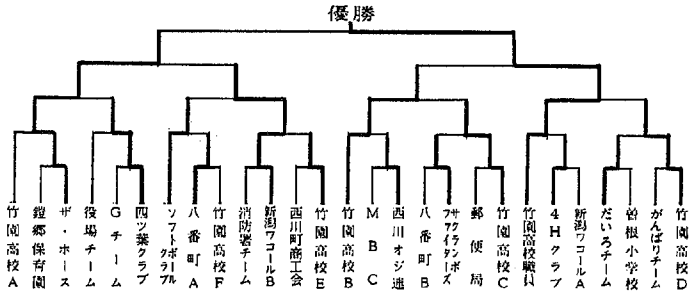 優勝
竹園高校A
鎧郷保育園
ザ・ホース
役場チーム
Gチーム
四ツ葉クラブ
ソフトボールクラブ
八番町A
竹園高校F
消防署チーム
新潟ワコールB
西川町商工会
竹園高校E
竹園高校B
MBC
西川オジ連
八番町B
サクランボファイターズ
郵便局
竹園高校C
竹園高校職員
4Hクラブ
新潟ワコールA
だいろチーム
曽根小学校
がんばりチーム
竹園高校D